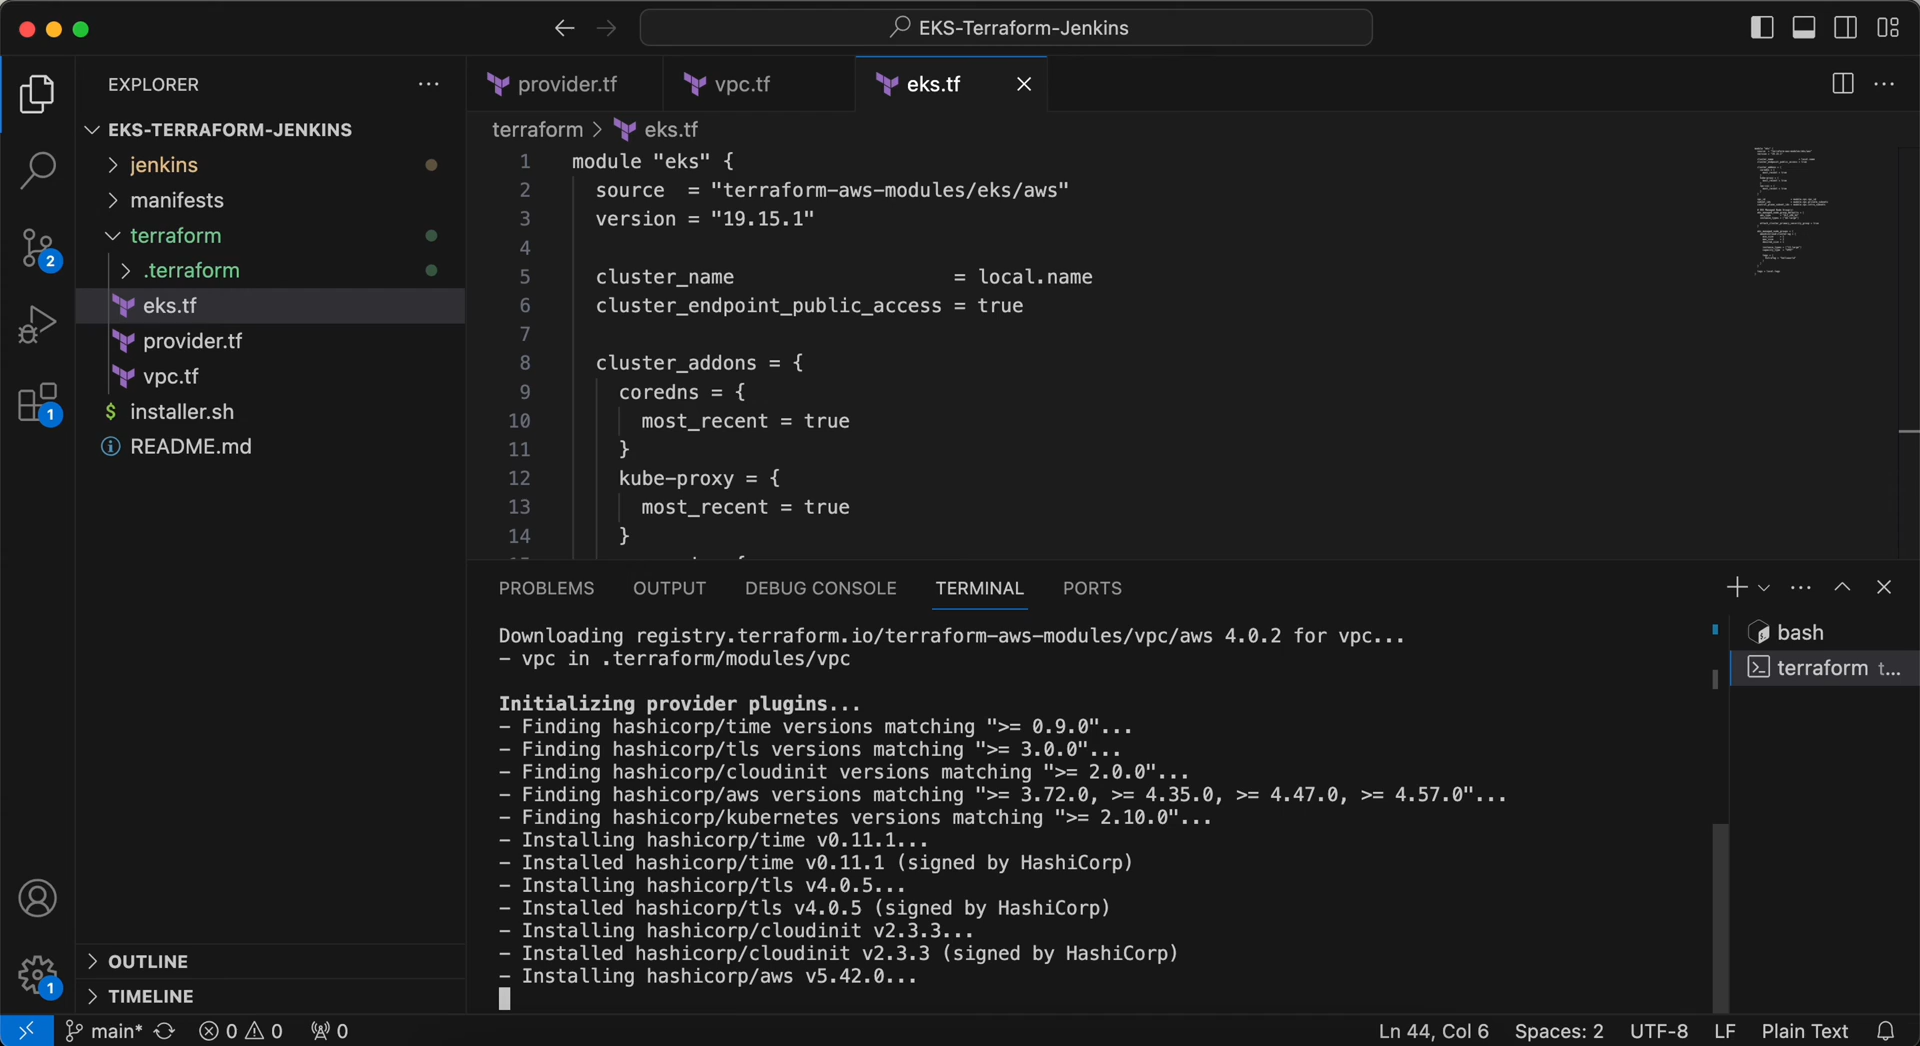 EKS-Terraform-Jenkins
EXPLORER
EKS-TERRAFORM-JENKINS
jenkins
manifests
terraform
.terraform
eks.tf
provider.tf
vpc.tf
$ installer.sh
README.md
OUTLINE
TIMELINE
2
1
1
provider.tf
vpc.tf
eks.tf
terraform > eks.tf
1 module "eks" {
2 source = "terraform-aws-modules/eks/aws"
3 version = "19.15.1"
4
5 cluster_name = local.name
6 cluster_endpoint_public_access = true
7
8 cluster_addons = {
9 coredns = {
10 most_recent = true
11 }
12 kube-proxy = {
13 most_recent = true
14 }
PROBLEMS OUTPUT DEBUG CONSOLE TERMINAL PORTS
Downloading registry.terraform.io/terraform-aws-modules/vpc/aws 4.0.2 for vpc...
- vpc in .terraform/modules/vpc
Initializing provider plugins...
- Finding hashicorp/time versions matching ">= 0.9.0"...
- Finding hashicorp/tls versions matching ">= 3.0.0"...
- Finding hashicorp/cloudinit versions matching ">= 2.0.0"...
- Finding hashicorp/aws versions matching ">= 3.72.0, >= 4.35.0, >= 4.47.0, >= 4.57.0"...
- Finding hashicorp/kubernetes versions matching ">= 2.10.0"...
- Installing hashicorp/time v0.11.1...
- Installed hashicorp/time v0.11.1 (signed by HashiCorp)
- Installing hashicorp/tls v4.0.5...
- Installed hashicorp/tls v4.0.5 (signed by HashiCorp)
- Installing hashicorp/cloudinit v2.3.3...
- Installed hashicorp/cloudinit v2.3.3 (signed by HashiCorp)
- Installing hashicorp/aws v5.42.0...
bash
terraform t...
main* 0 0 0
Ln 44, Col 6 Spaces: 2 UTF-8 LF Plain Text